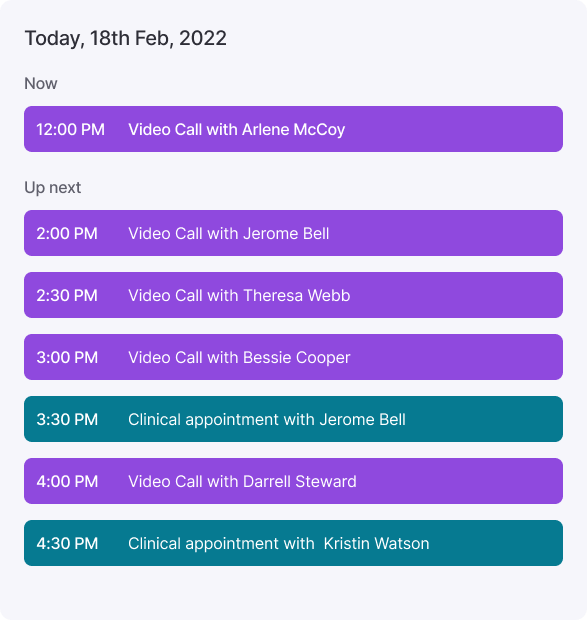 Today, 18th Feb, 2022
Now
12:00 PM Video Call with Arlene McCoy
Up next
2:00 PM Video Call with Jerome Bell
2:30 PM Video Call with Theresa Webb
3:00 PM Video Call with Bessie Cooper
3:30 PM Clinical appointment with Jerome Bell
4:00 PM Video Call with Darrell Steward
4:30 PM Clinical appointment with  Kristin Watson